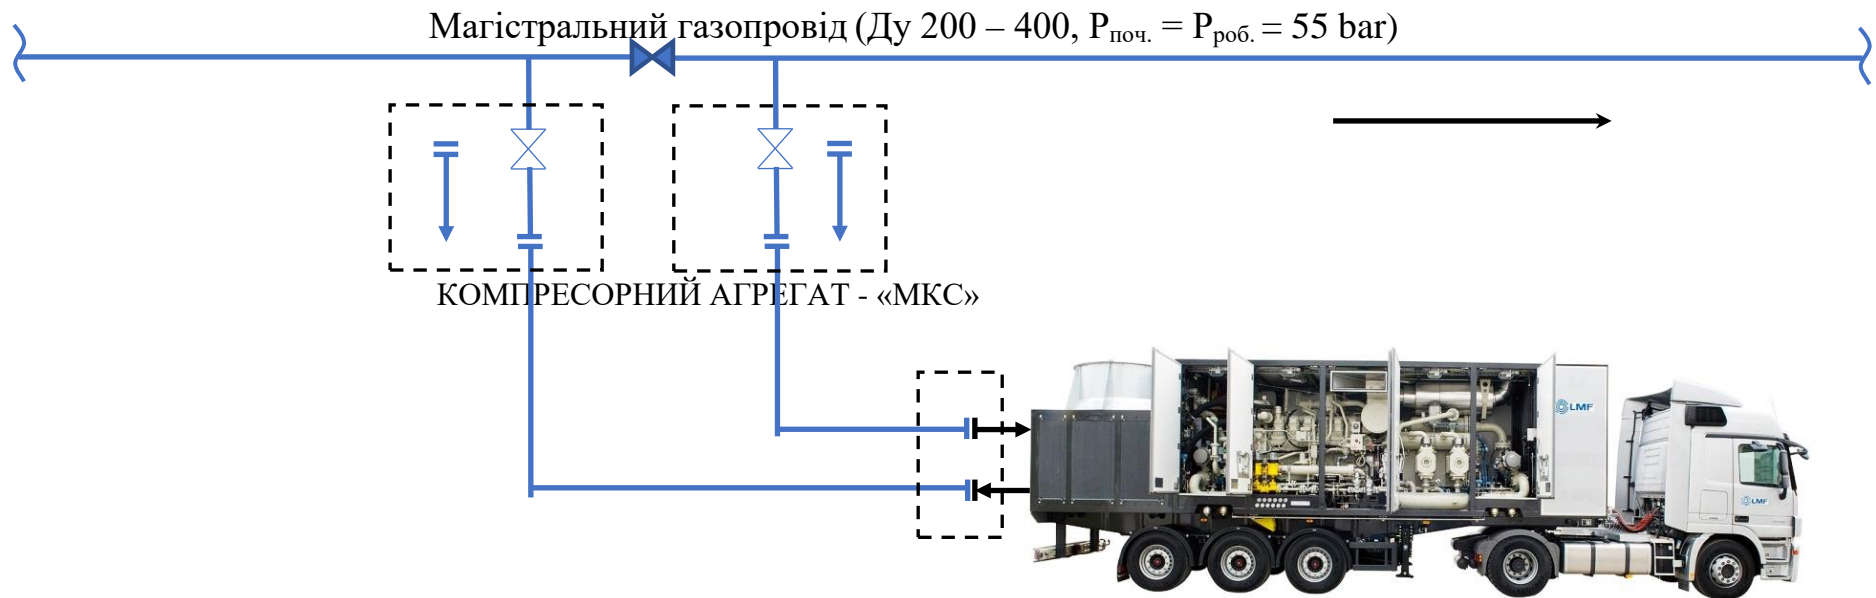 Магістральний газопровід (Ду 200 – 400, Рпоч. = Рроб. = 55 bar)
КОМПРЕСОРНИЙ АГРЕГАТ - «МКС»
LMF
LMF